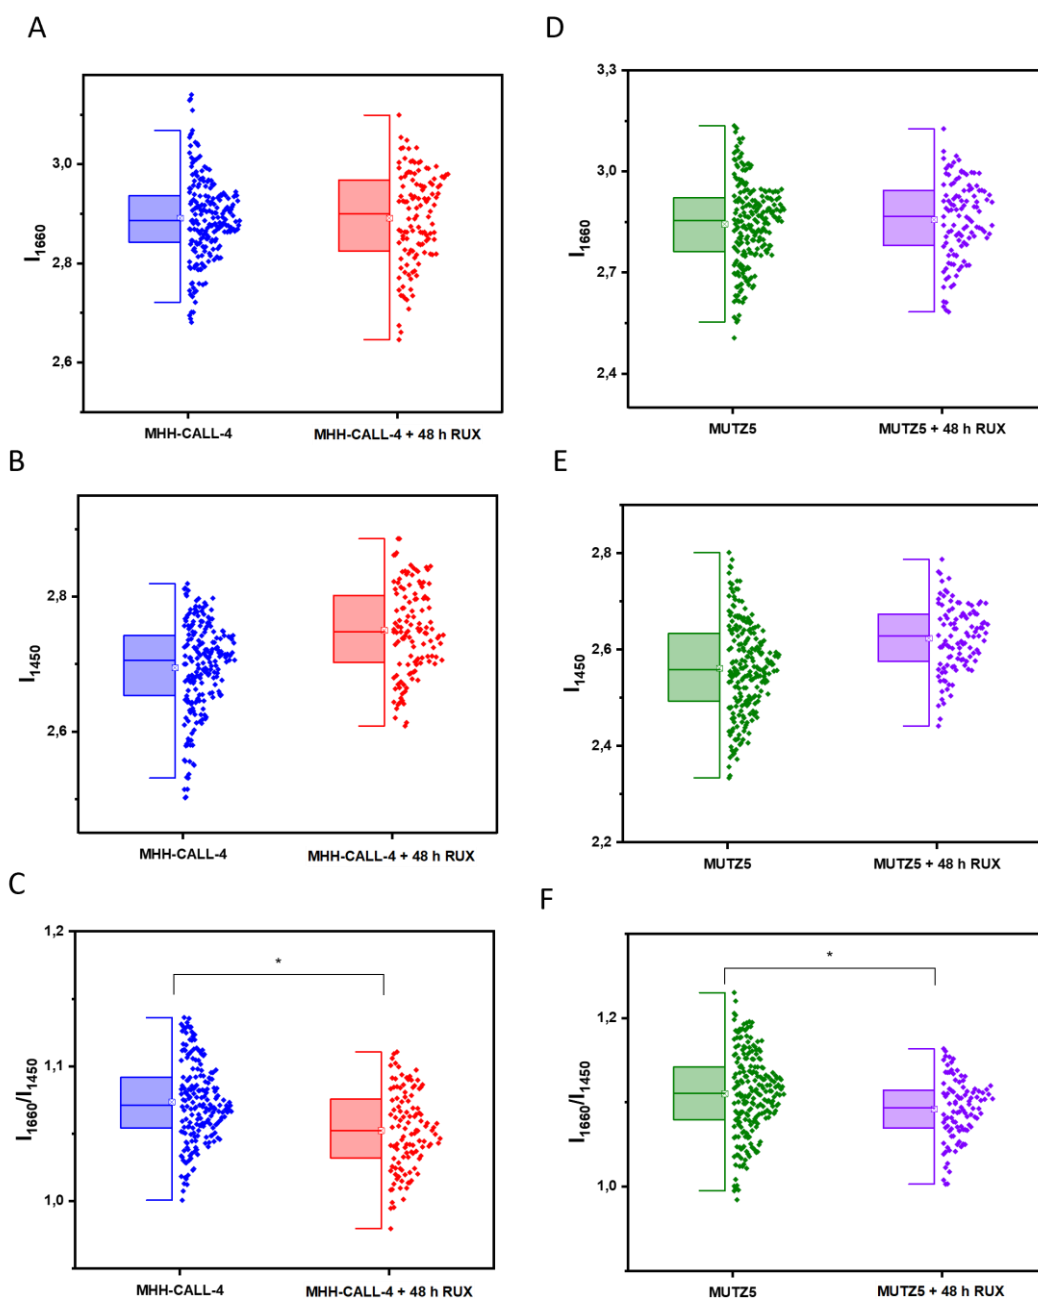 A
3,0
2,8
2,6
I1660
MHH-CALL-4
MHH-CALL-4 + 48 h RUX
D
3,3
3,0
2,7
2,4
I1660
MUTZ5
MUTZ5 + 48 h RUX
B
2,8
2,6
I1450
MHH-CALL-4
MHH-CALL-4 + 48 h RUX
E
2,8
2,6
2,4
2,2
I1450
MUTZ5
MUTZ5 + 48 h RUX
C
1,2
1,1
1,0
I1660/I1450
*
MHH-CALL-4
MHH-CALL-4 + 48 h RUX
F
1,2
1,0
I1660/I1450
*
MUTZ5
MUTZ5 + 48 h RUX